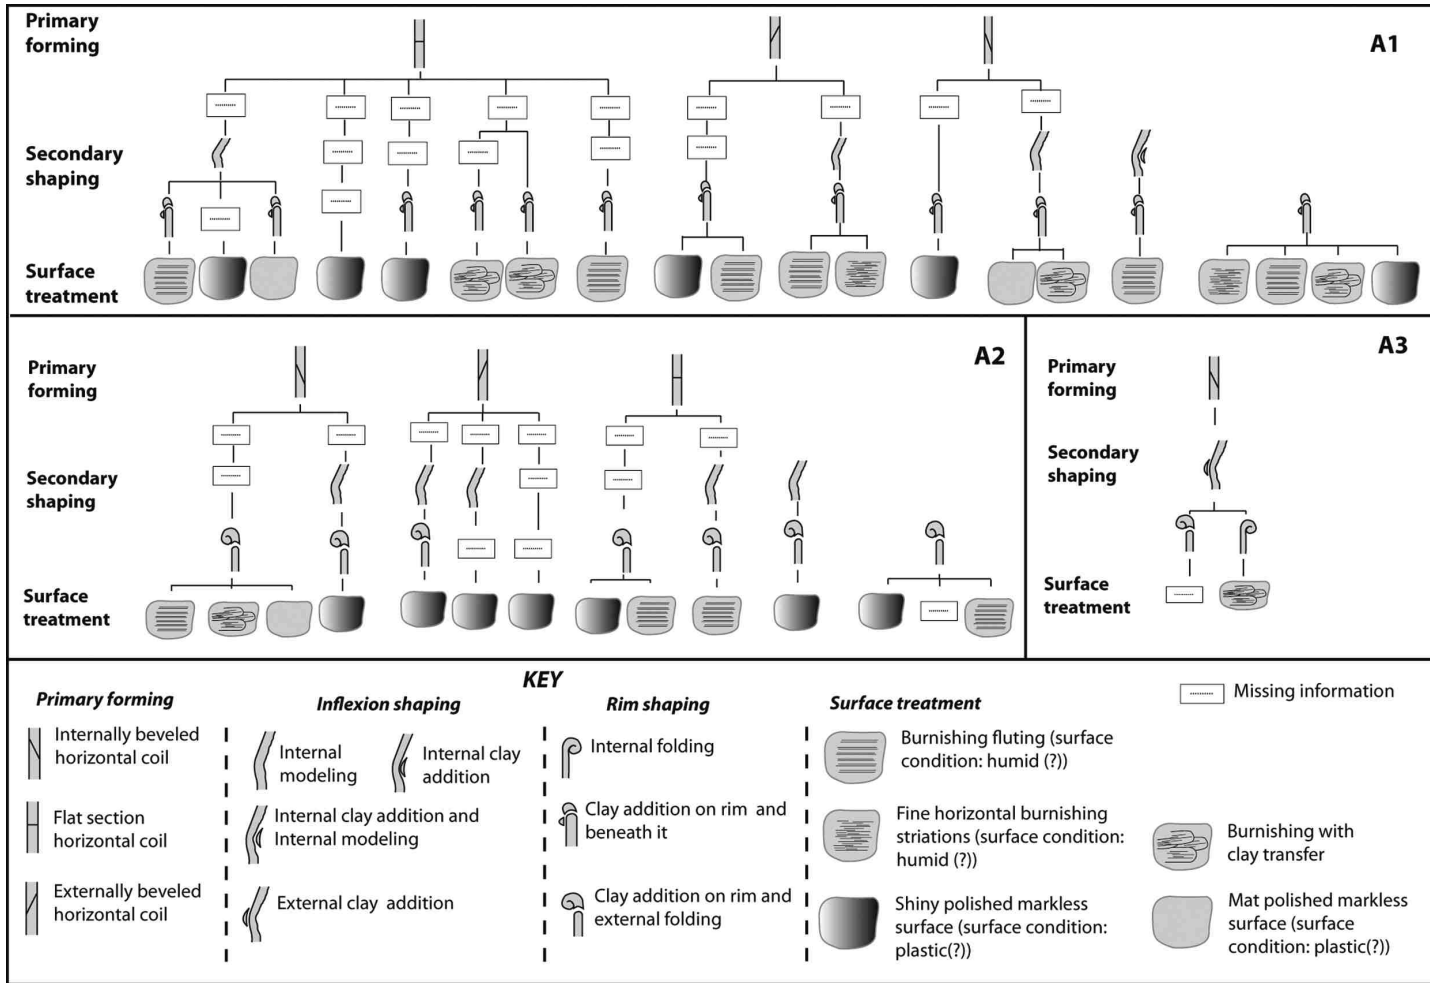 Primary
forming
A1
Secondary
shaping
Surface
treatment
A2
Primary
forming
Secondary
shaping
Surface
treatment
A3
Primary
forming
Secondary
shaping
Surface
treatment
KEY
Primary forming
Internally beveled
horizontal coil
Flat section
horizontal coil
Externally beveled
horizontal coil
Inflexion shaping
Internal
modeling
Internal clay
addition
Internal clay addition and
Internal modeling
External clay addition
Rim shaping
Internal folding
Clay addition on rim and
beneath it
Clay addition on rim and
external folding
Surface treatment
Burnishing fluting (surface
condition: humid (?))
Fine horizontal burnishing
striations (surface condition:
humid (?))
Shiny polished markless
surface (surface condition:
plastic(?))
Missing information
Burnishing with
clay transfer
Mat polished markless
surface (surface
condition: plastic(?))